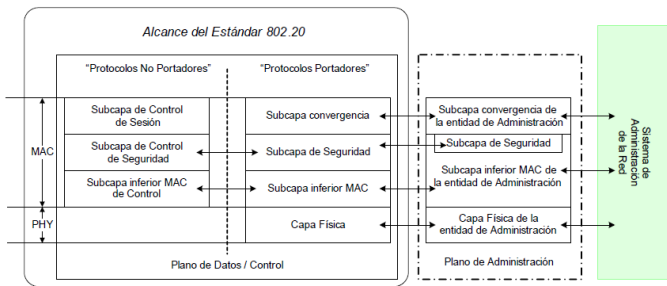 Alcance del Estándar 802.20
“Protocolos No Portadores”
“Protocolos Portadores”
MAC
PHY
Subcapa de Control
de Sesión
Subcapa de Control
de Seguridad
Subcapa inferior MAC
de Control
Subcapa convergencia
Subcapa de Seguridad
Subcapa inferior MAC
Capa Física
Plano de Datos / Control
Subcapa convergencia de
la entidad de Administración
Subcapa de Seguridad
Subcapa inferior MAC de
la entidad de Administración
Capa Física de la
entidad de Administración
Plano de Administración
Sistema de
Administración
de la Red